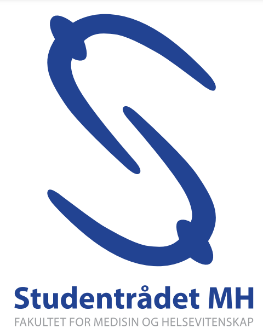 Studentrådet MH
FAKULTET FOR MEDISIN OG HELSEVITENSKAP